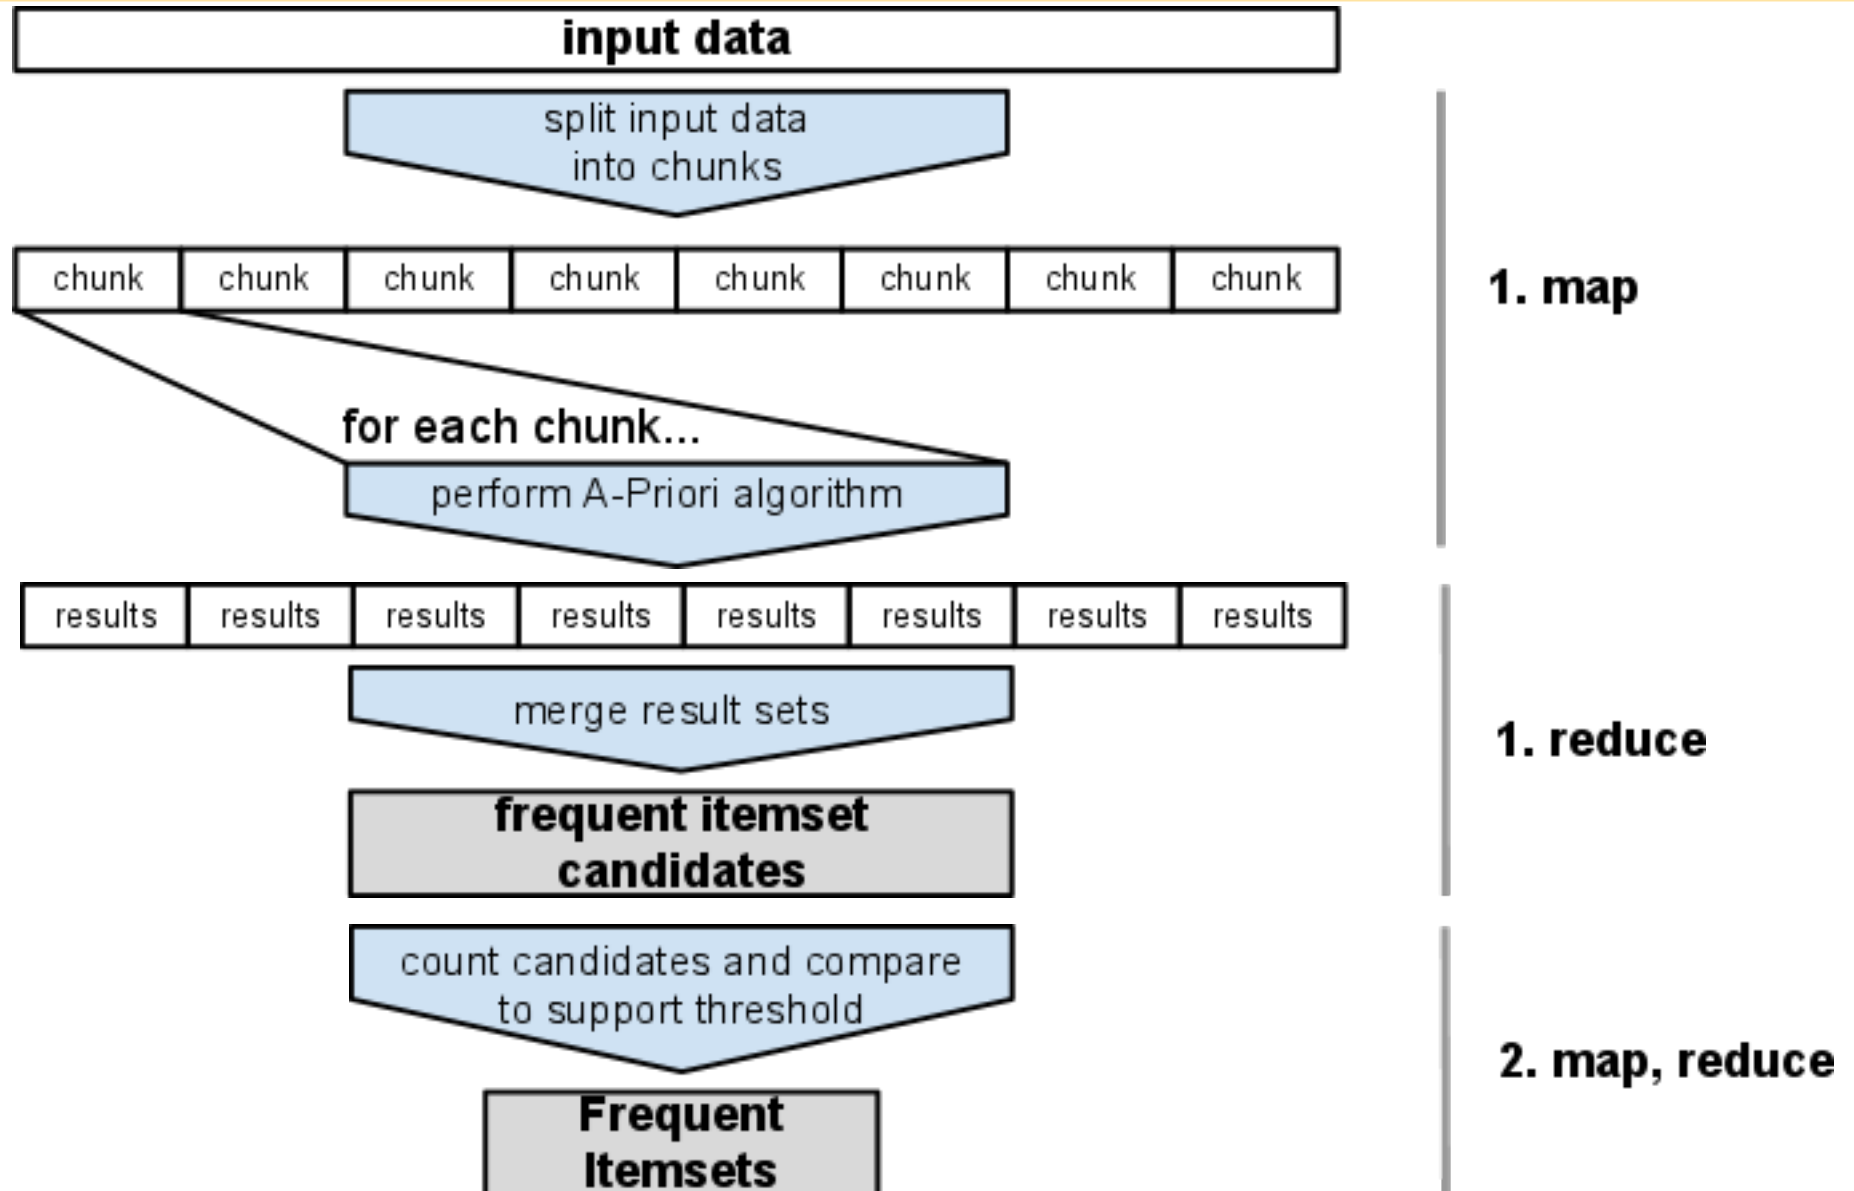 input data
split input data
into chunks
chunk chunk chunk chunk chunk chunk chunk chunk
1. map
for each chunk...
perform A-Priori algorithm
results results results results results results results results
merge result sets
1. reduce
frequent itemset
candidates
count candidates and compare
to support threshold
2. map, reduce
Frequent
Itemsets